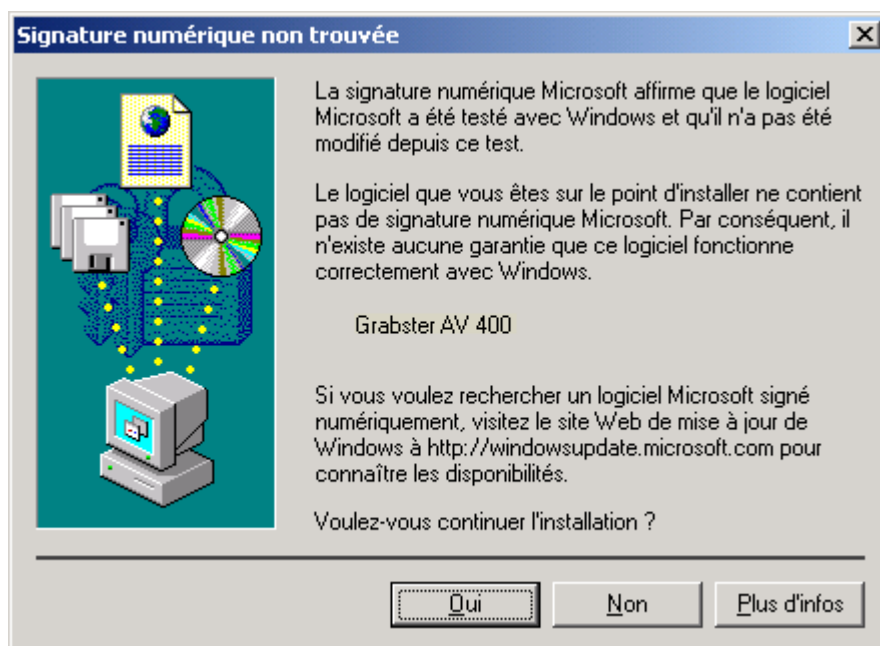 Signature numérique non trouvée
La signature numérique Microsoft affirme que le logiciel
Microsoft a été testé avec Windows et qu'il n'a pas été
modifié depuis ce test.
Le logiciel que vous êtes sur le point d'installer ne contient
pas de signature numérique Microsoft. Par conséquent, il
n'existe aucune garantie que ce logiciel fonctionne
correctement avec Windows.
Grabster AV 400
Si vous voulez rechercher un logiciel Microsoft signé
numériquement, visitez le site Web de mise à jour de
Windows à http://windowsupdate.microsoft.com pour
connaître les disponibilités.
Voulez-vous continuer l'installation ?
Oui Non Plus d'infos